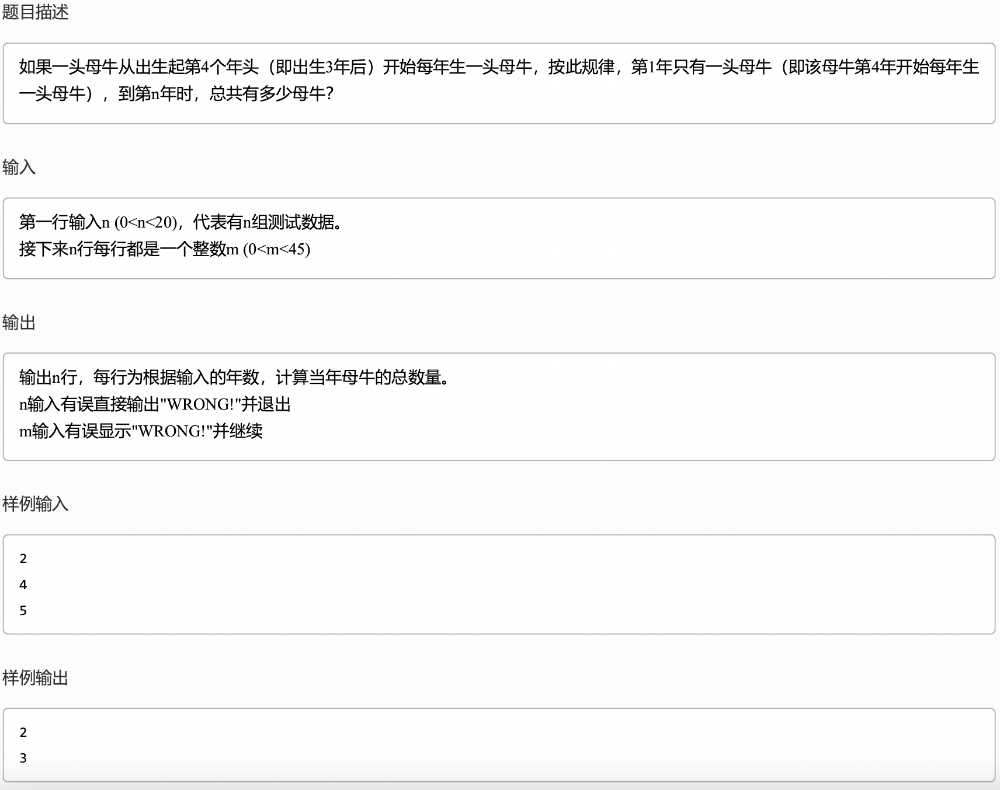 题目描述
如果一头母牛从出生起第4个年头（即出生3年后）开始每年生一头母牛，按此规律，第1年只有一头母牛（即该母牛第4年开始每年生
一头母牛），到第n年时，总共有多少母牛？
输入
第一行输入n (0<n<20)，代表有n组测试数据。
接下来n行每行都是一个整数m (0<m<45)
输出
输出n行，每行为根据输入的年数，计算当年母牛的总数量。
n输入有误直接输出"WRONG!"并退出
m输入有误显示"WRONG!"并继续
样例输入
2
4
5
样例输出
2
3